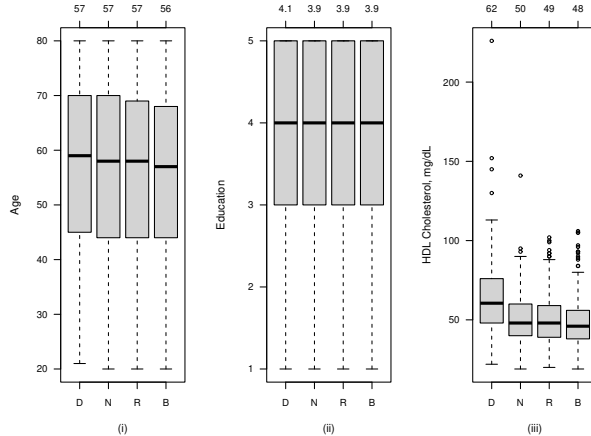 57 57 57 56
80
70
60
50
40
30
20
Age
D N R B
(i)
4.1 3.9 3.9 3.9
5
4
3
2
1
Education
D N R B
(ii)
62 50 49 48
200
150
100
50
HDL Cholesterol, mg/dL
D N R B
(iii)